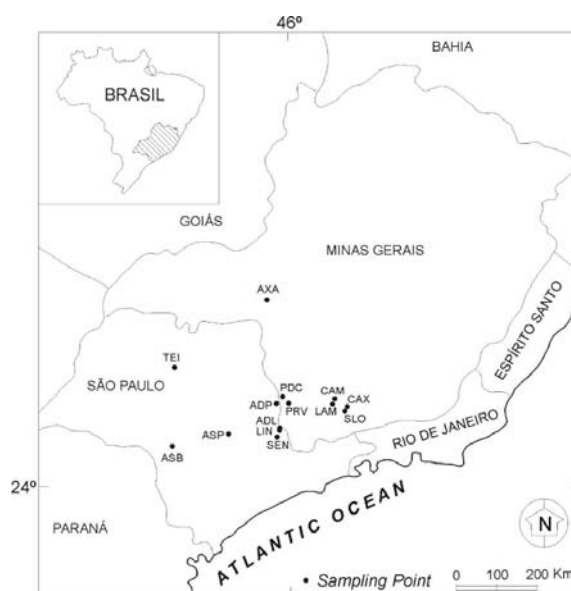 46º
BAHIA
BRASIL
GOIÁS
MINAS GERAIS
AXA
ESPÍRITO SANTO
TEI
SÃO PAULO
PDC
CAM
ADP
PRV
LAM
CAX
SLO
ADL
LIN
ASP
SEN
ASB
RIO DE JANEIRO
24º
PARANÁ
ATLANTIC OCEAN
N
Sampling Point
0 100 200 Km